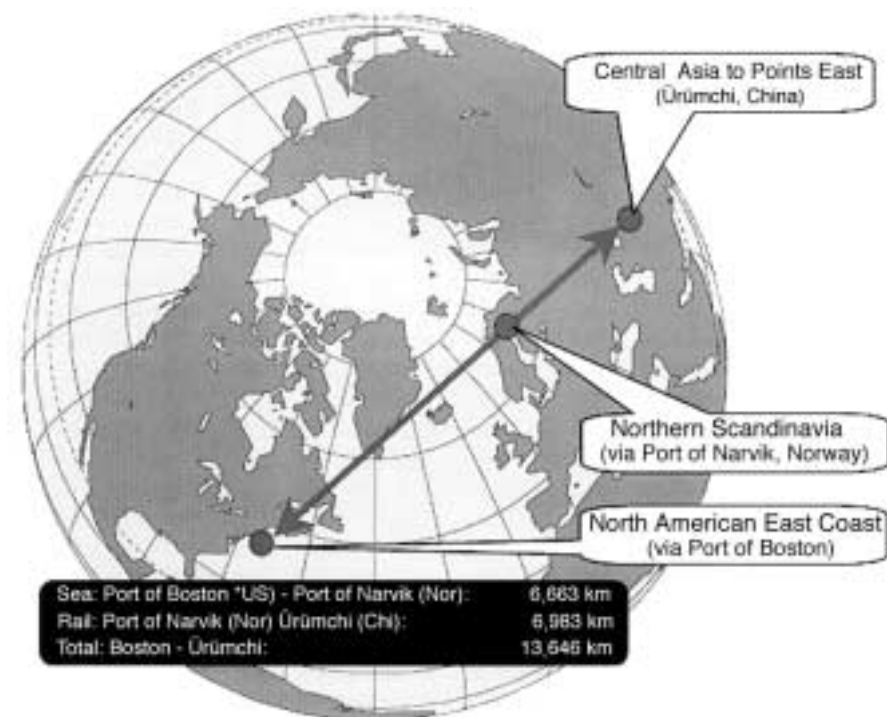 Central Asia to Points East
(Ürümchi, China)
Northern Scandinavia
(via Port of Narvik, Norway)
North American East Coast
(via Port of Boston)
Sea: Port of Boston *US) - Port of Narvik (Nor): 6,663 km
Rail: Port of Narvik (Nor) Ürümchi (Chi): 6,983 km
Total: Boston - Ürümchi: 13,646 km